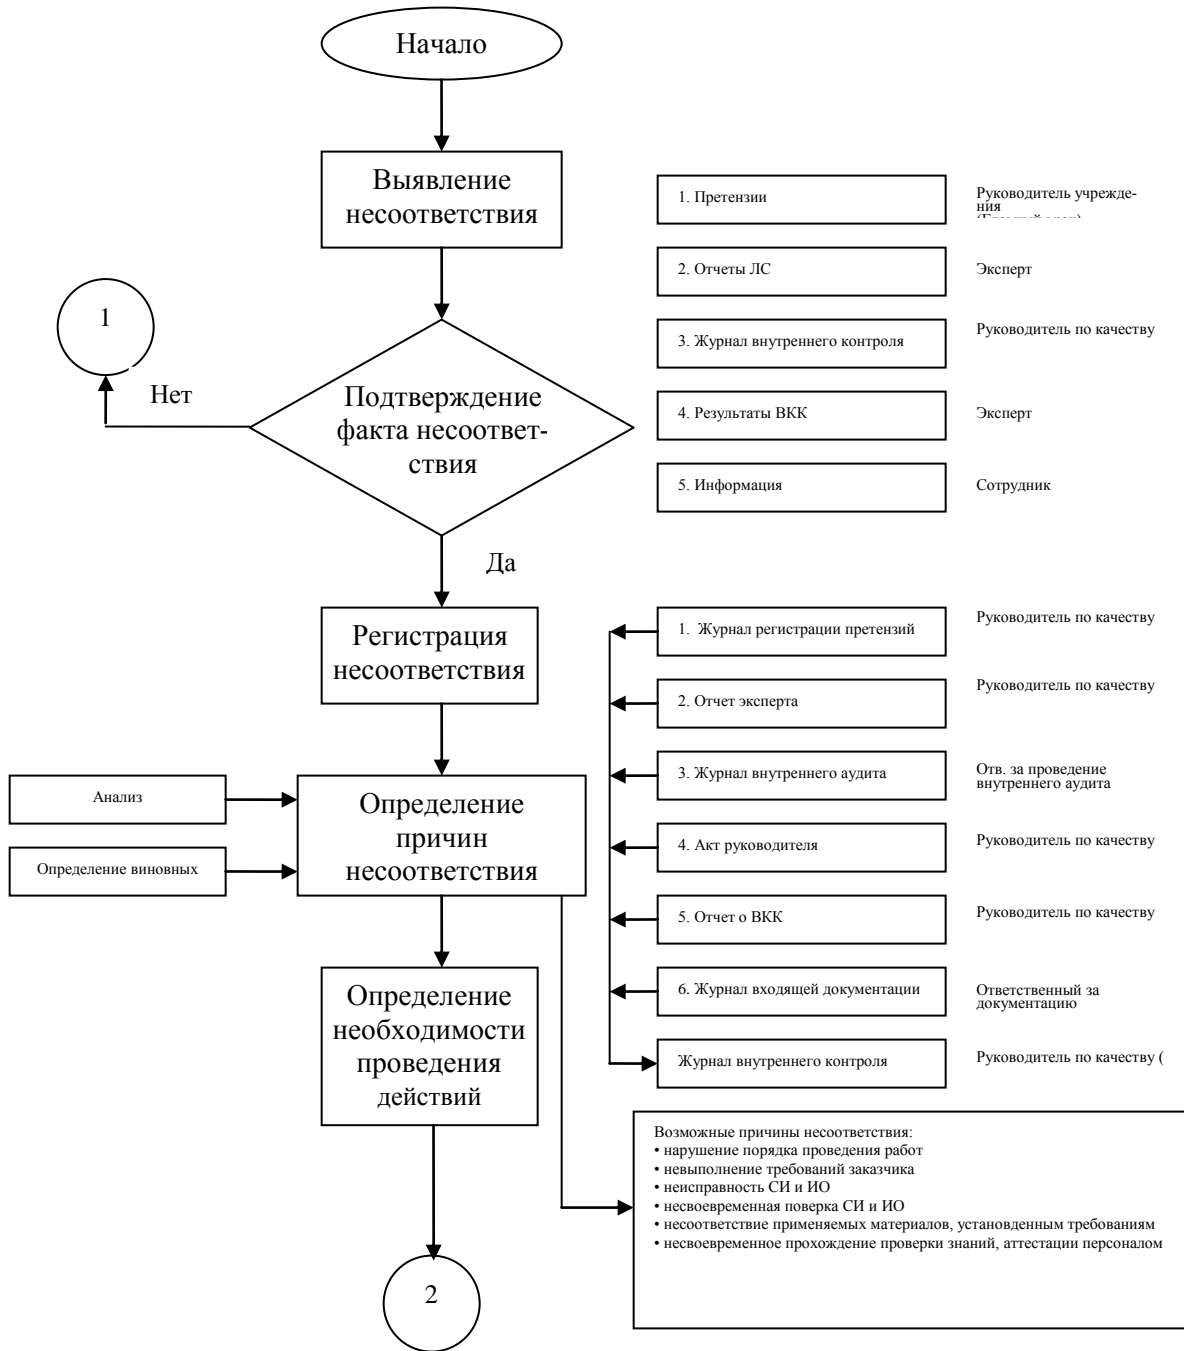 Начало
Выявление
несоответствия
1. Претензии
Руководитель учрежде-
ния
2. Отчеты ЛС
Эксперт
1
3. Журнал внутреннего контроля
Руководитель по качеству
Нет
Подтверждение
факта несоответ-
ствия
4. Результаты ВКК
Эксперт
5. Информация
Сотрудник
Да
Регистрация
несоответствия
1. Журнал регистрации претензий
Руководитель по качеству
2. Отчет эксперта
Руководитель по качеству
3. Журнал внутреннего аудита
Отв. за проведение
внутреннего аудита
Анализ
Определение виновных
Определение
причин
несоответствия
4. Акт руководителя
Руководитель по качеству
5. Отчет о ВКК
Руководитель по качеству
6. Журнал входящей документации
Ответственный за
документацию
Определение
необходимости
проведения
действий
Журнал внутреннего контроля
Руководитель по качеству (
Возможные причины несоответствия:
• нарушение порядка проведения работ
• невыполнение требований заказчика
• неисправность СИ и ИО
• несвоевременная поверка СИ и ИО
• несоответствие применяемых материалов, установденным требованиям
• несвоевременное прохождение проверки знаний, аттестации персоналом
2